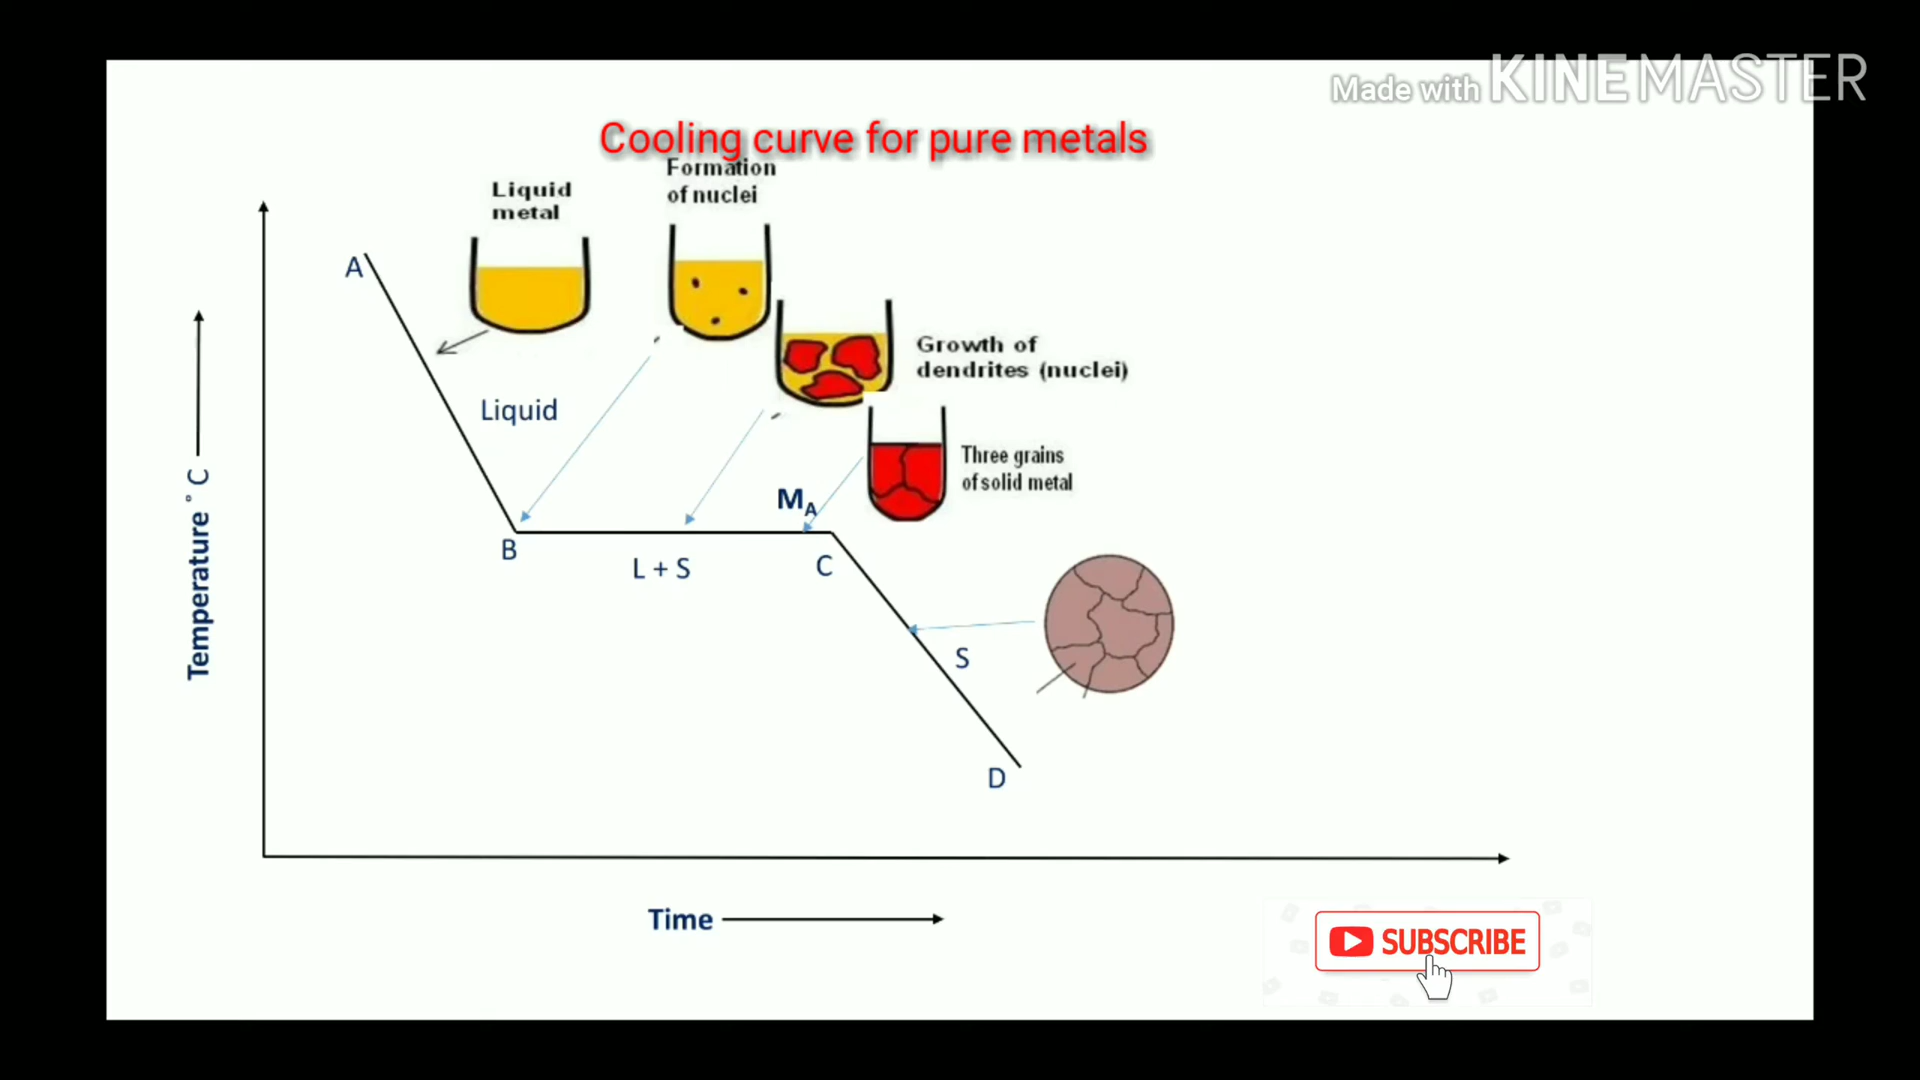 Made with KINEMASTER
Cooling curve for pure metals
Liquid
metal
Formation
of nuclei
A
Growth of
dendrites (nuclei)
Liquid
Three grains
of solid metal
M_A
B
L + S
C
Temperature ° C
S
D
Time
SUBSCRIBE